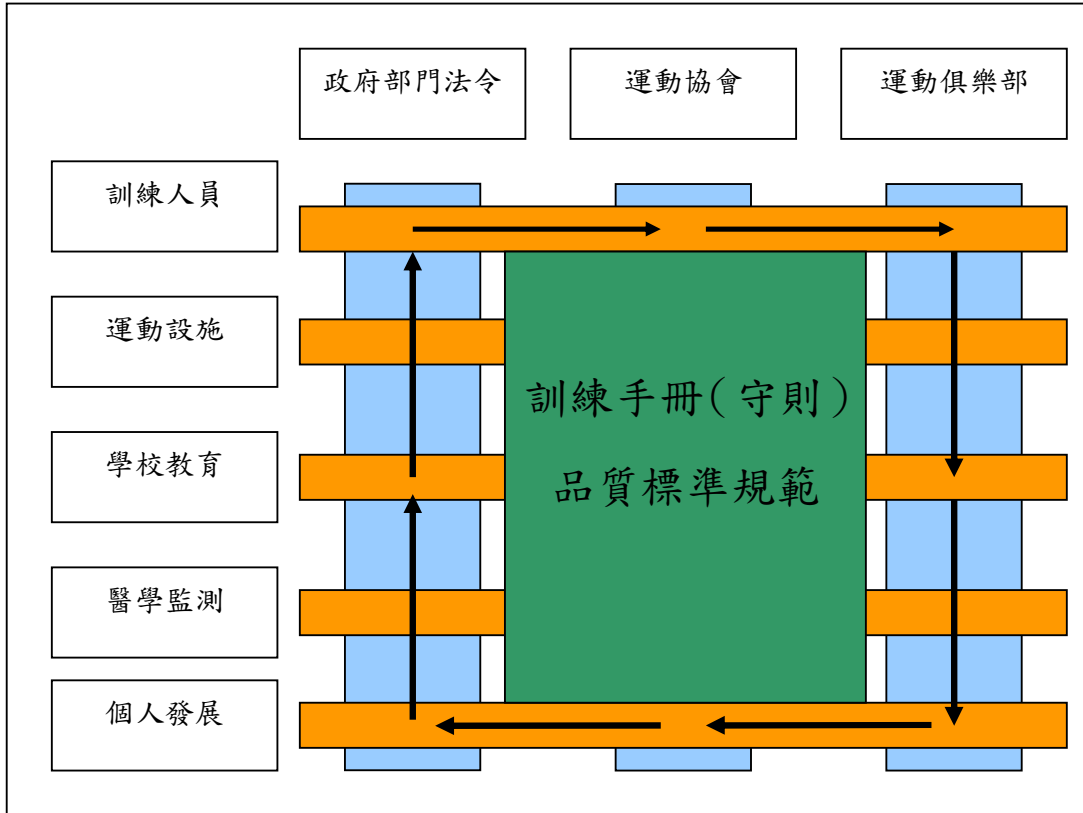 政府部門法令
運動協會
運動俱樂部
訓練人員
運動設施
學校教育
醫學監測
個人發展
訓練手冊(守則)
品質標準規範